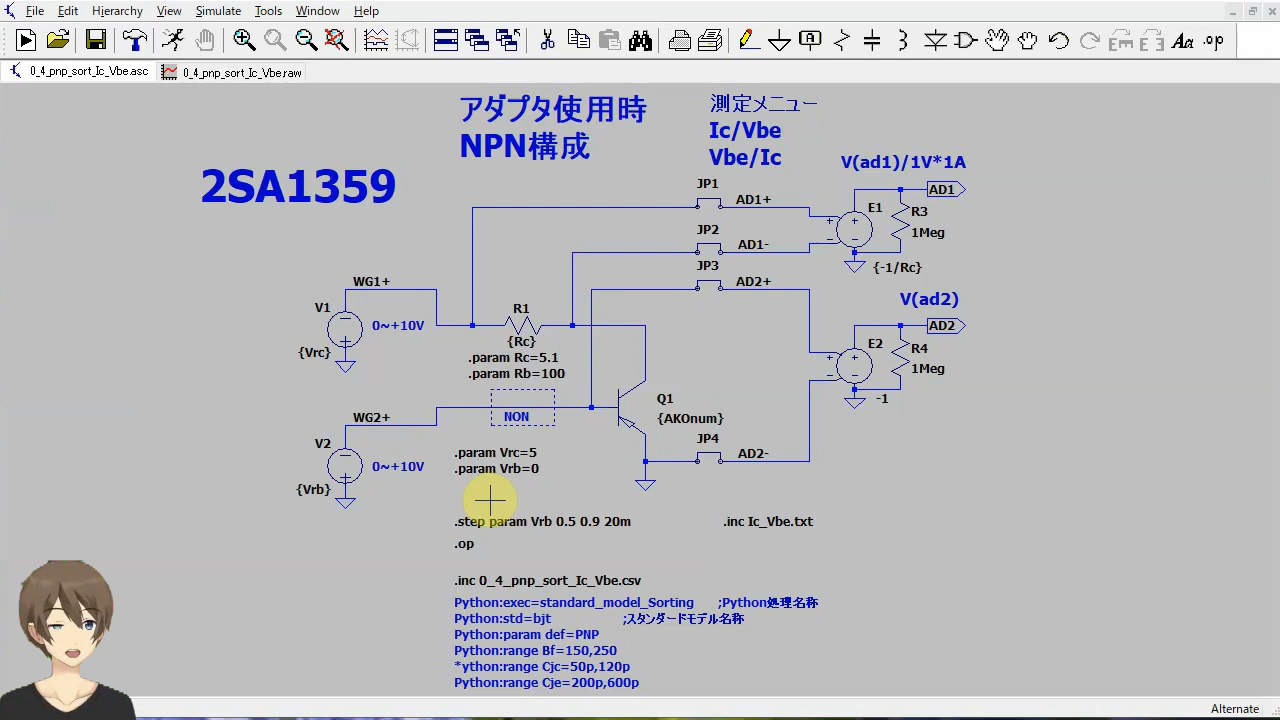 File Edit Hierarchy View Simulate Tools Window Help
.op
0_4_pnp_sort_Ic_Vbe.asc
0_4_pnp_sort_Ic_Vbe.raw
アダプタ使用時
NPN構成
測定メニュー
Ic/Vbe
Vbe/Ic
2SA1359
V(ad1)/1V*1A
JP1
AD1+
AD1
E1
R3
1Meg
JP2
AD1-
JP3
{-1/Rc}
WG1+
AD2+
V(ad2)
V1
0~+10V
R1
AD2
{Rc}
E2
R4
{Vrc}
.param Rc=5.1
1Meg
.param Rb=100
Q1
-1
WG2+
NON
{AKOnum}
V2
JP4
.param Vrc=5
AD2-
0~+10V
.param Vrb=0
{Vrb}
.step param Vrb 0.5 0.9 20m
.inc Ic_Vbe.txt
.op
.inc 0_4_pnp_sort_Ic_Vbe.csv
Python:exec=standard_model_Sorting ;Python処理名称
Python:std=bjt ;スタンダードモデル名称
Python:param def=PNP
Python:range Bf=150,250
*ython:range Cjc=50p,120p
Python:range Cje=200p,600p
Alternate